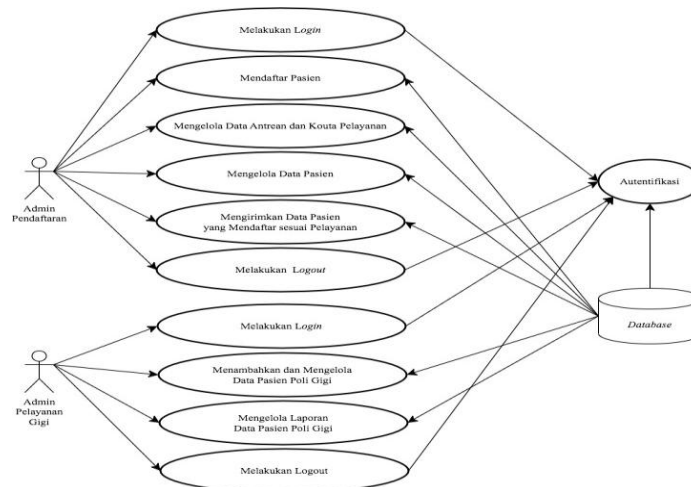 Melakukan Login
Mendaftar Pasien
Mengelola Data Antrean dan Kouta Pelayanan
Mengelola Data Pasien
Mengirimkan Data Pasien
yang Mendaftar sesuai Pelayanan
Melakukan Logout
Admin
Pendaftaran
Autentifikasi
Database
Melakukan Login
Menambahkan dan Mengelola
Data Pasien Poli Gigi
Mengelola Laporan
Data Pasien Poli Gigi
Melakukan Logout
Admin
Pelayanan
Gigi